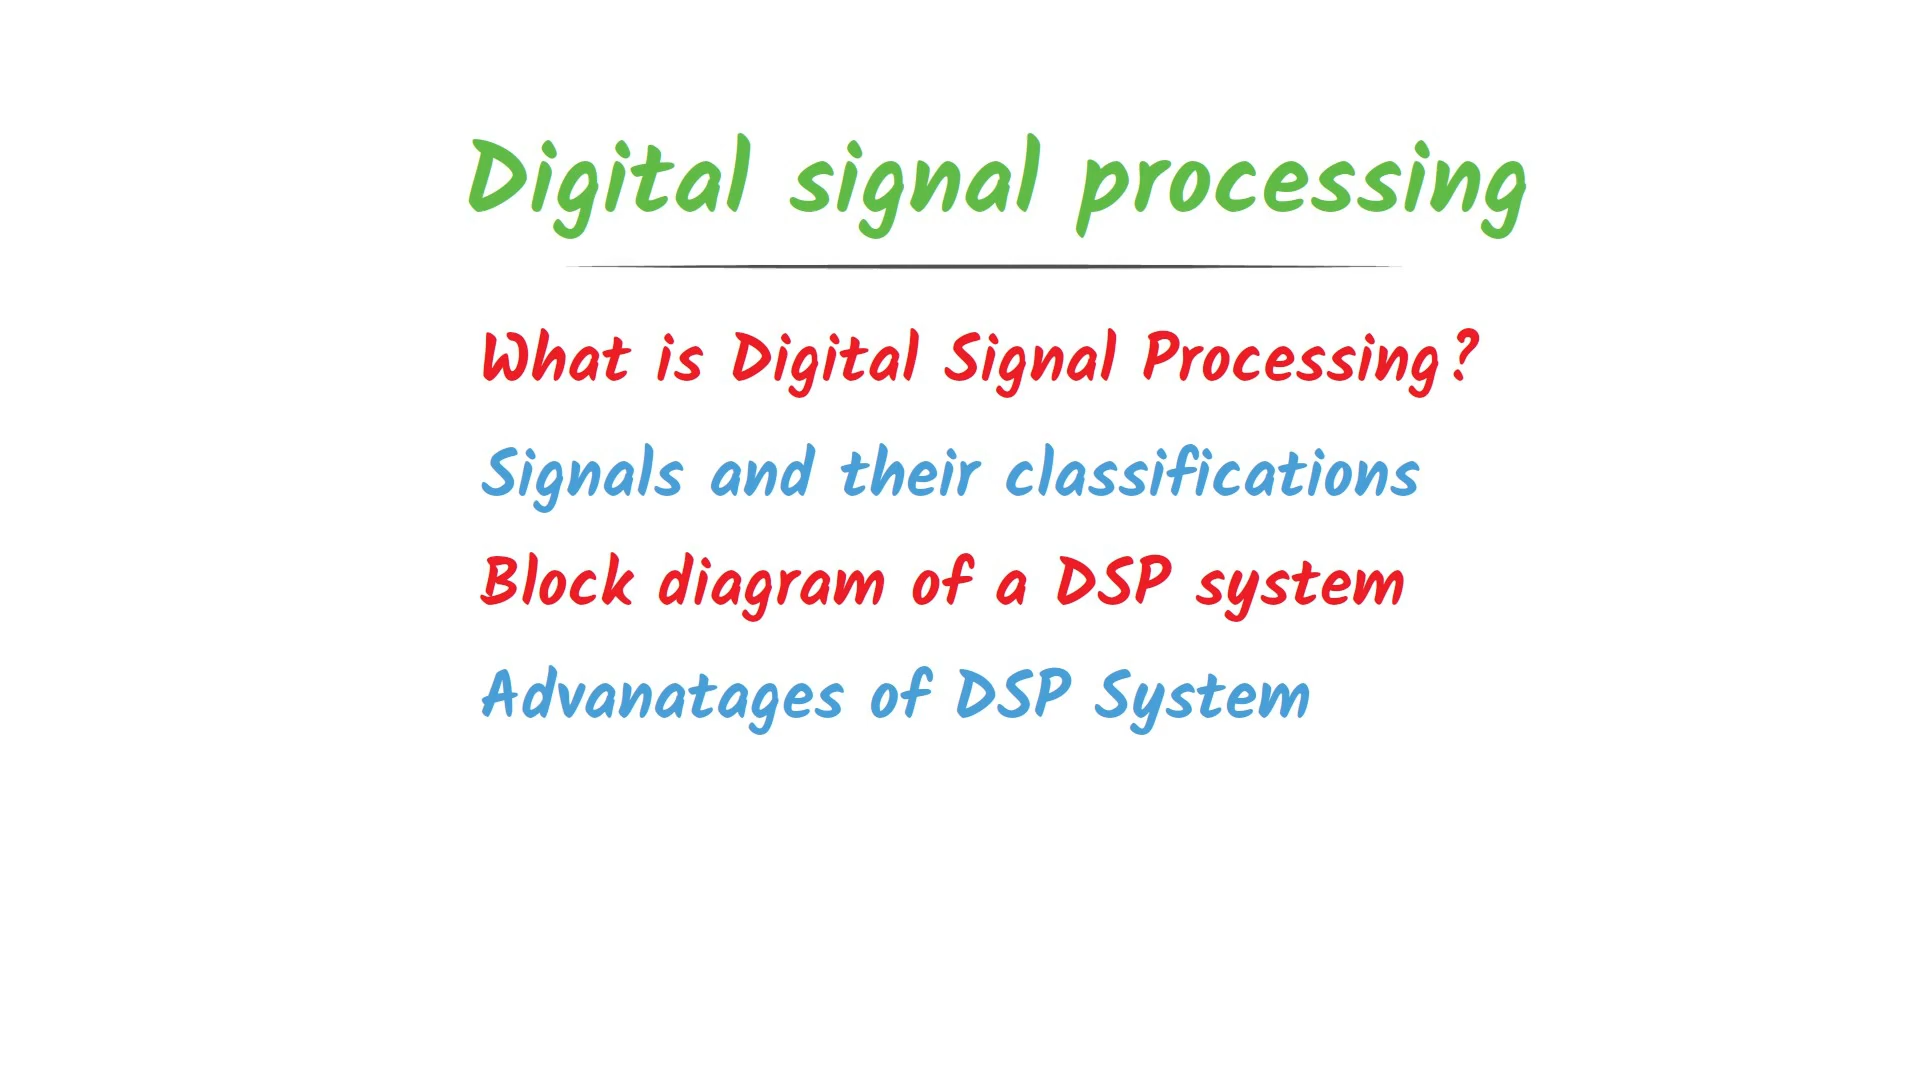 Digital signal processing
What is Digital Signal Processing?
Signals and their classifications
Block diagram of a DSP system
Advanatages of DSP System